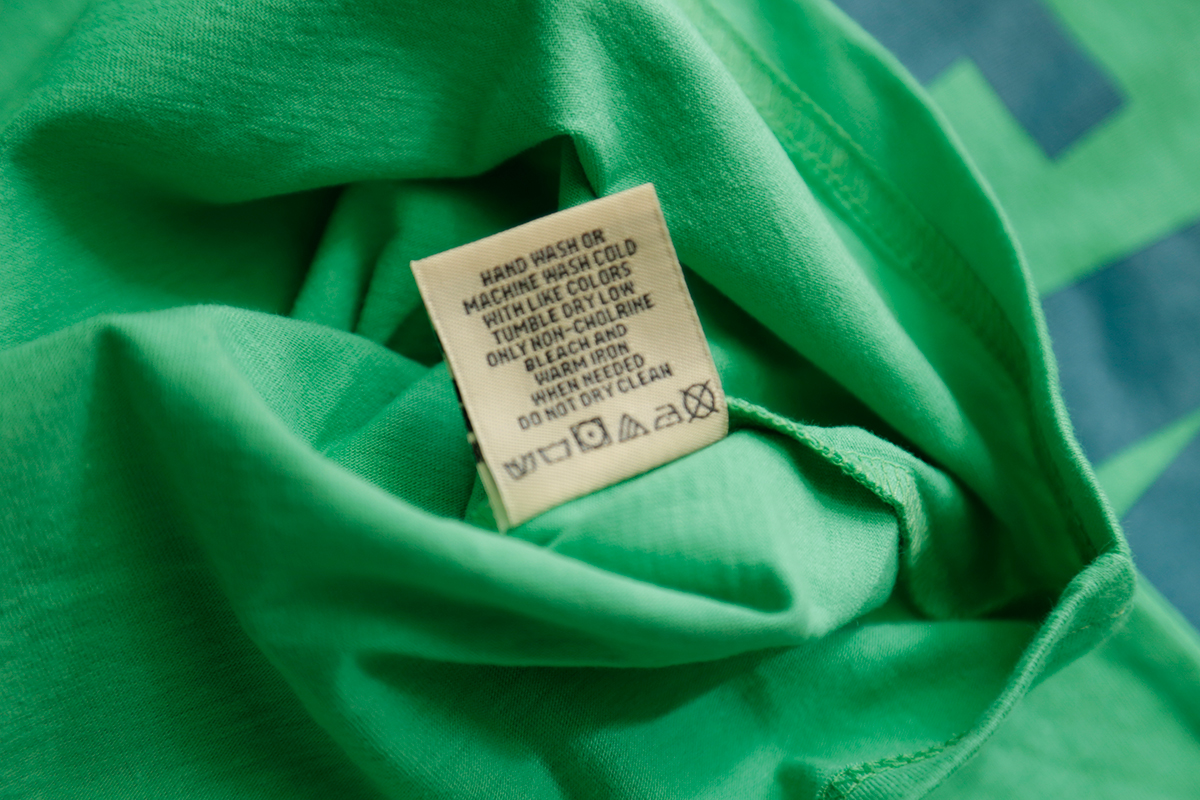 HAND WASH OR
MACHINE WASH COLD
WITH LIKE COLORS
TUMBLE DRY LOW
ONLY NON-CHOLRINE
BLEACH AND
WARM IRON
WHEN NEEDED
DO NOT DRY CLEAN